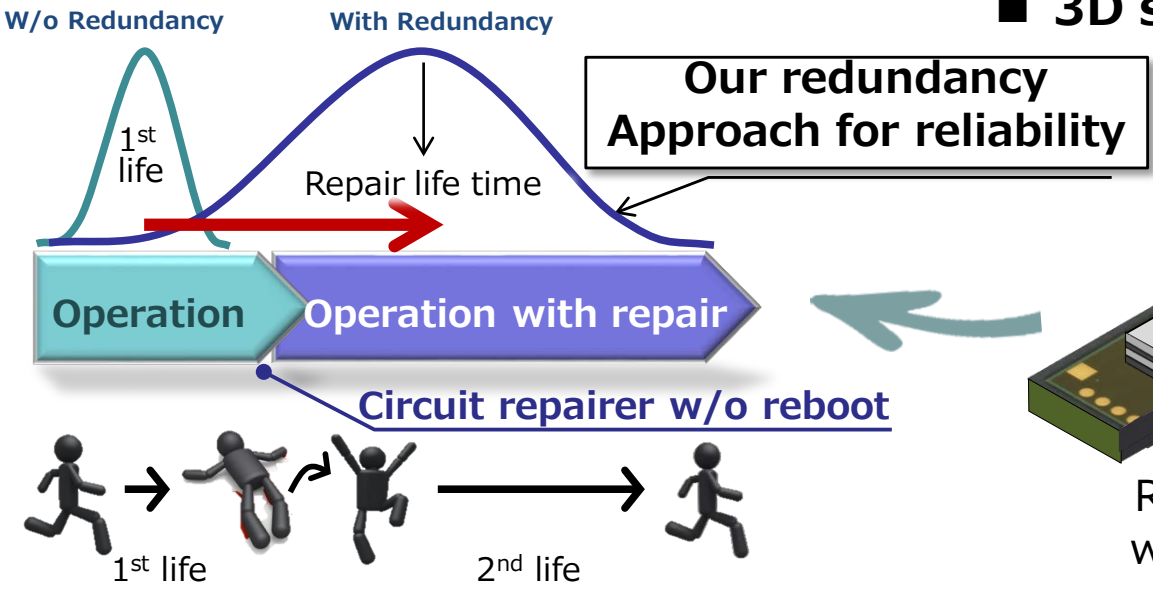 W/o Redundancy
With Redundancy
■ 3D s
Our redundancy
Approach for reliability
1st
life
Repair life time
Operation
Operation with repair
Circuit repairer w/o reboot
1st life
2nd life
R
w